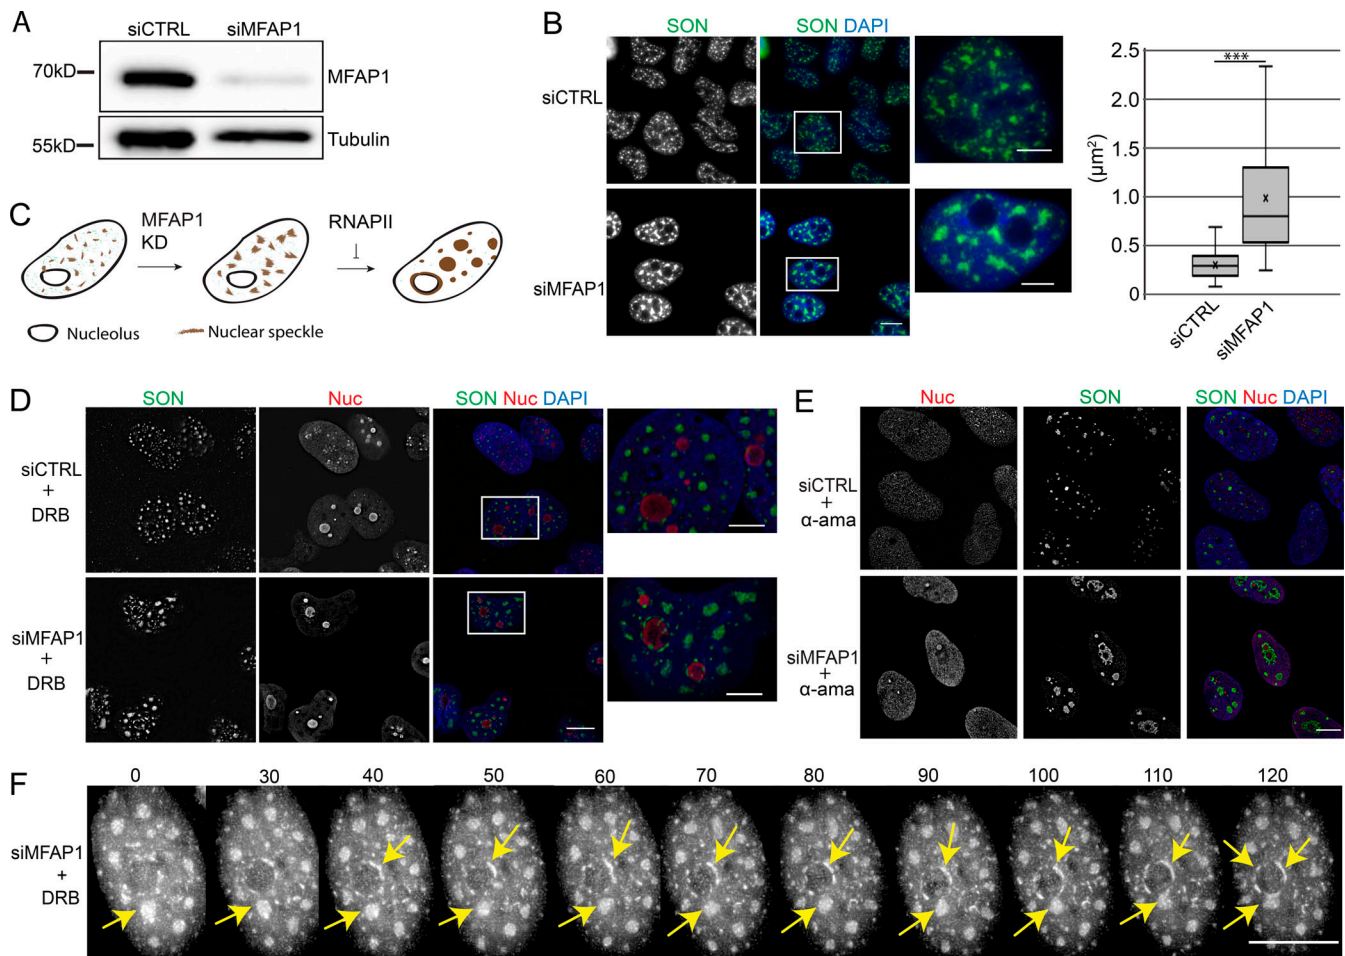 A
siCTRL siMFAP1
70kD
MFAP1
55kD
Tubulin
B
SON
SON DAPI
siCTRL
siMFAP1
2.5
2.0
1.5
1.0
0.5
0
(µm²)
***
siCTRL
siMFAP1
C
MFAP1
KD
RNAPII
Nucleolus
Nuclear speckle
D
SON
Nuc
SON Nuc DAPI
siCTRL
+
DRB
siMFAP1
+
DRB
E
Nuc
SON
SON Nuc DAPI
siCTRL
+
α-ama
siMFAP1
+
α-ama
F
0 30 40 50 60 70 80 90 100 110 120
siMFAP1
+
DRB